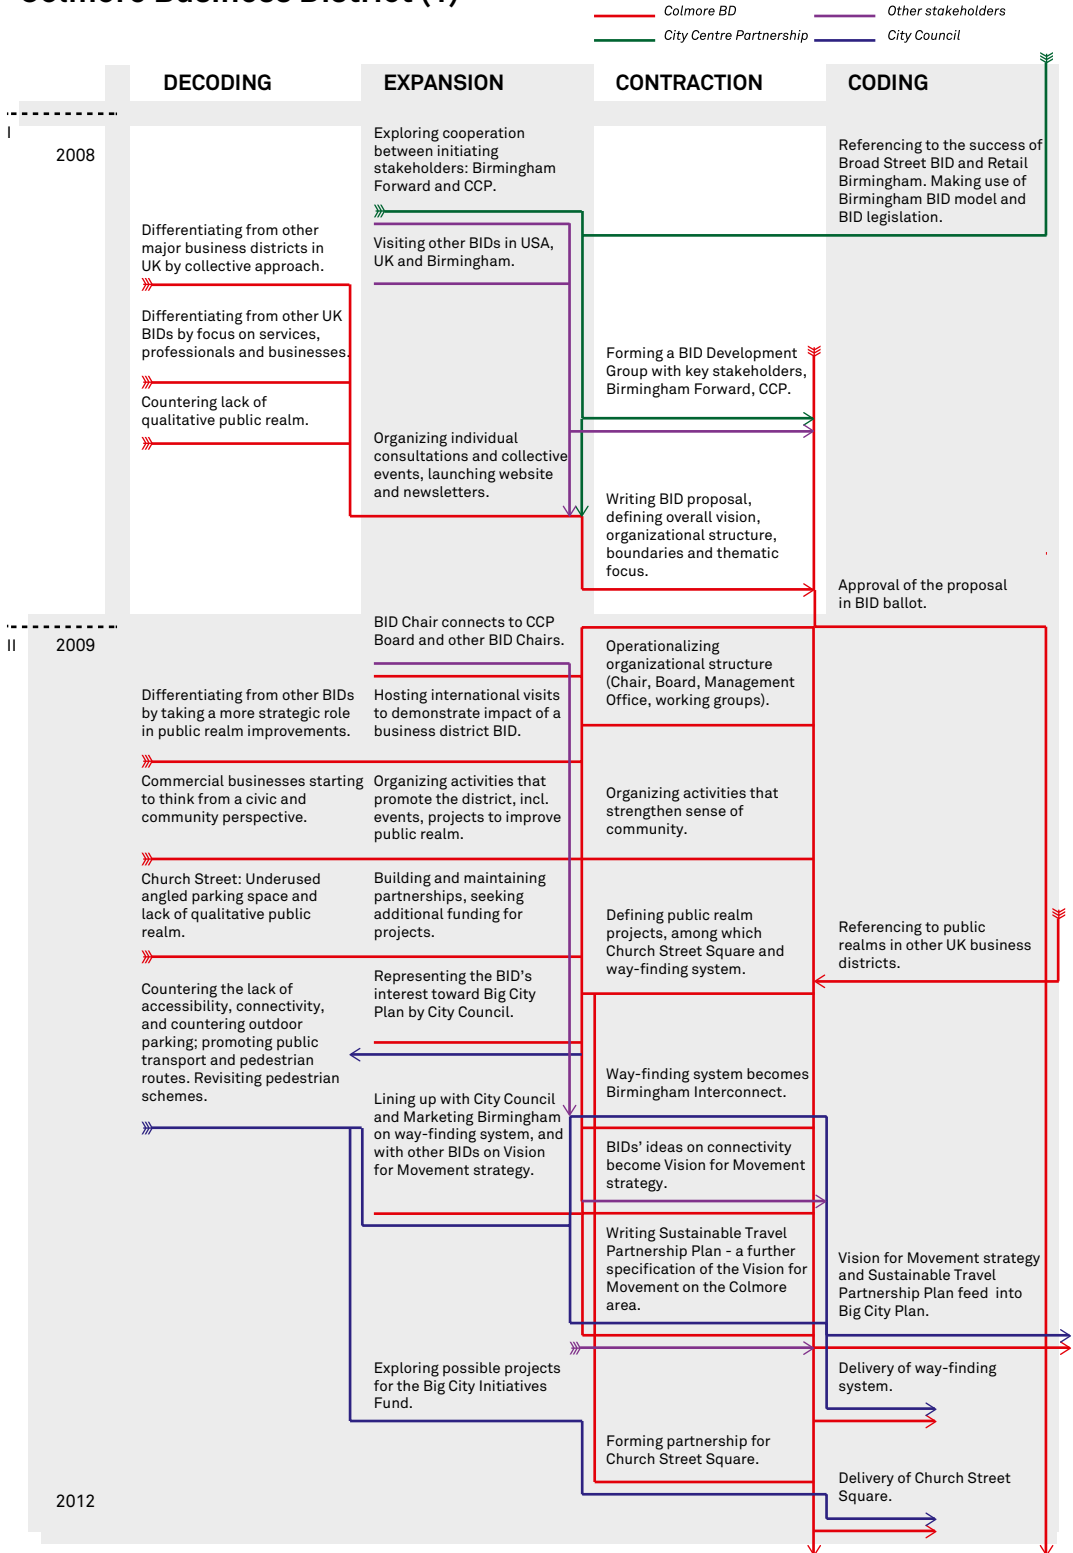 Colmore Business District (1)
Colmore BD
Other stakeholders
City Centre Partnership
City Council
DECODING
EXPANSION
CONTRACTION
CODING
I
2008
Exploring cooperation
between initiating
stakeholders: Birmingham
Forward and CCP.
Referencing to the success of
Broad Street BID and Retail
Birmingham. Making use of
Birmingham BID model and
BID legislation.
Differentiating from other
major business districts in
UK by collective approach.
Visiting other BIDs in USA,
UK and Birmingham.
Differentiating from other UK
BIDs by focus on services,
professionals and businesses.
Forming a BID Development
Group with key stakeholders,
Birmingham Forward, CCP.
Countering lack of
qualitative public realm.
Organizing individual
consultations and collective
events, launching website
and newsletters.
Writing BID proposal,
defining overall vision,
organizational structure,
boundaries and thematic
focus.
Approval of the proposal
in BID ballot.
II
2009
BID Chair connects to CCP
Board and other BID Chairs.
Operationalizing
organizational structure
(Chair, Board, Management
Office, working groups).
Differentiating from other BIDs
by taking a more strategic role
in public realm improvements.
Hosting international visits
to demonstrate impact of a
business district BID.
Commercial businesses starting
to think from a civic and
community perspective.
Organizing activities that
promote the district, incl.
events, projects to improve
public realm.
Organizing activities that
strengthen sense of
community.
Church Street: Underused
angled parking space and
lack of qualitative public
realm.
Building and maintaining
partnerships, seeking
additional funding for
projects.
Defining public realm
projects, among which
Church Street Square and
way-finding system.
Referencing to public
realms in other UK business
districts.
Countering the lack of
accessibility, connectivity,
and countering outdoor
parking; promoting public
transport and pedestrian
routes. Revisiting pedestrian
schemes.
Representing the BID's
interest toward Big City
Plan by City Council.
Way-finding system becomes
Birmingham Interconnect.
Lining up with City Council
and Marketing Birmingham
on way-finding system, and
with other BIDs on Vision
for Movement strategy.
BIDs' ideas on connectivity
become Vision for Movement
strategy.
Writing Sustainable Travel
Partnership Plan - a further
specification of the Vision for
Movement on the Colmore
area.
Vision for Movement strategy
and Sustainable Travel
Partnership Plan feed into
Big City Plan.
Exploring possible projects
for the Big City Initiatives
Fund.
Delivery of way-finding
system.
Forming partnership for
Church Street Square.
Delivery of Church Street
Square.
2012